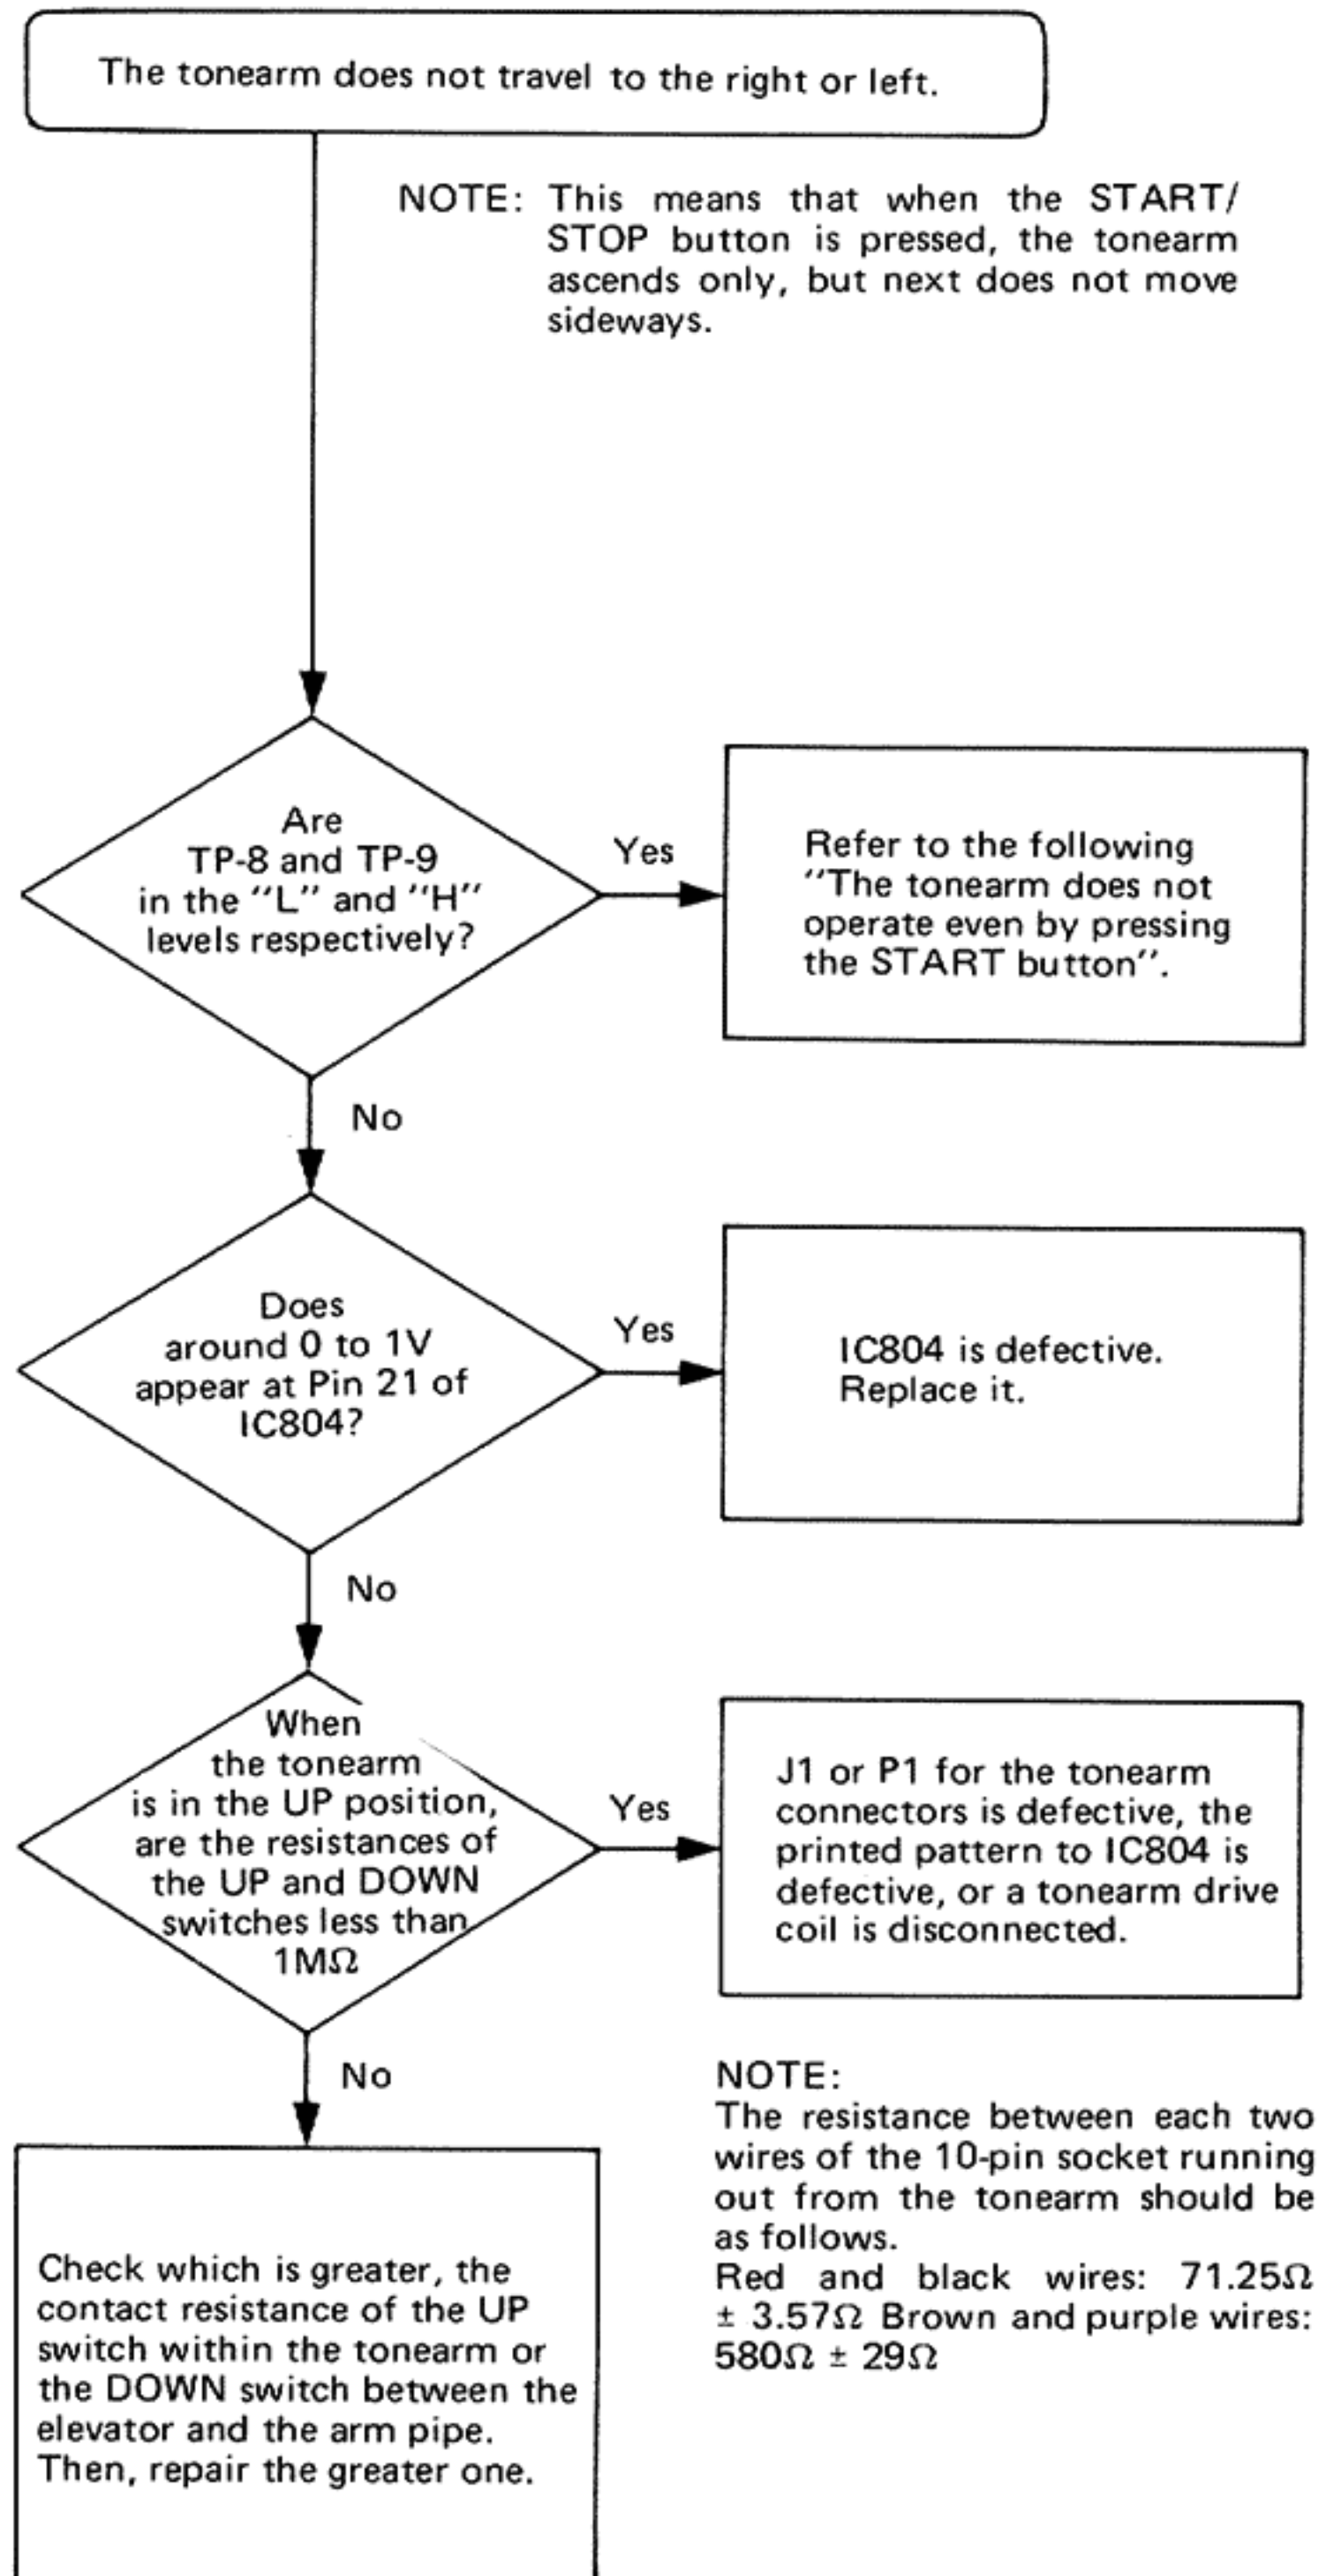 The tonearm does not travel to the right or left.
NOTE: This means that when the START/
STOP button is pressed, the tonearm
ascends only, but next does not move
sideways.
Are
TP-8 and TP-9
in the "L" and "H"
levels respectively?
Yes
Refer to the following
"The tonearm does not
operate even by pressing
the START button".
No
Does
around 0 to 1V
appear at Pin 21 of
IC804?
Yes
IC804 is defective.
Replace it.
No
When
the tonearm
is in the UP position,
are the resistances of
the UP and DOWN
switches less than
1MΩ
Yes
J1 or P1 for the tonearm
connectors is defective, the
printed pattern to IC804 is
defective, or a tonearm drive
coil is disconnected.
No
NOTE:
The resistance between each two
wires of the 10-pin socket running
out from the tonearm should be
as follows.
Red and black wires: 71.25Ω
± 3.57Ω Brown and purple wires:
580Ω ± 29Ω
Check which is greater, the
contact resistance of the UP
switch within the tonearm or
the DOWN switch between the
elevator and the arm pipe.
Then, repair the greater one.